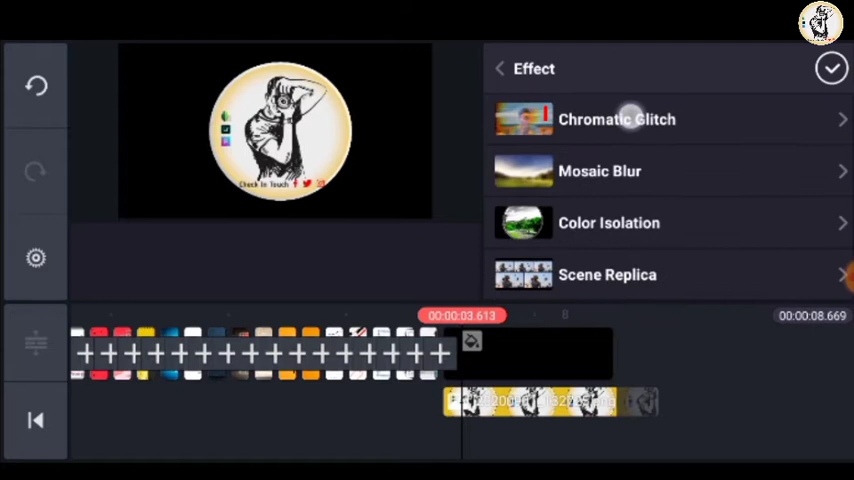 Effect
Chromatic Glitch
Mosaic Blur
Color Isolation
Scene Replica
Check In Touch
00:00:03.613
8
00:00:08.669